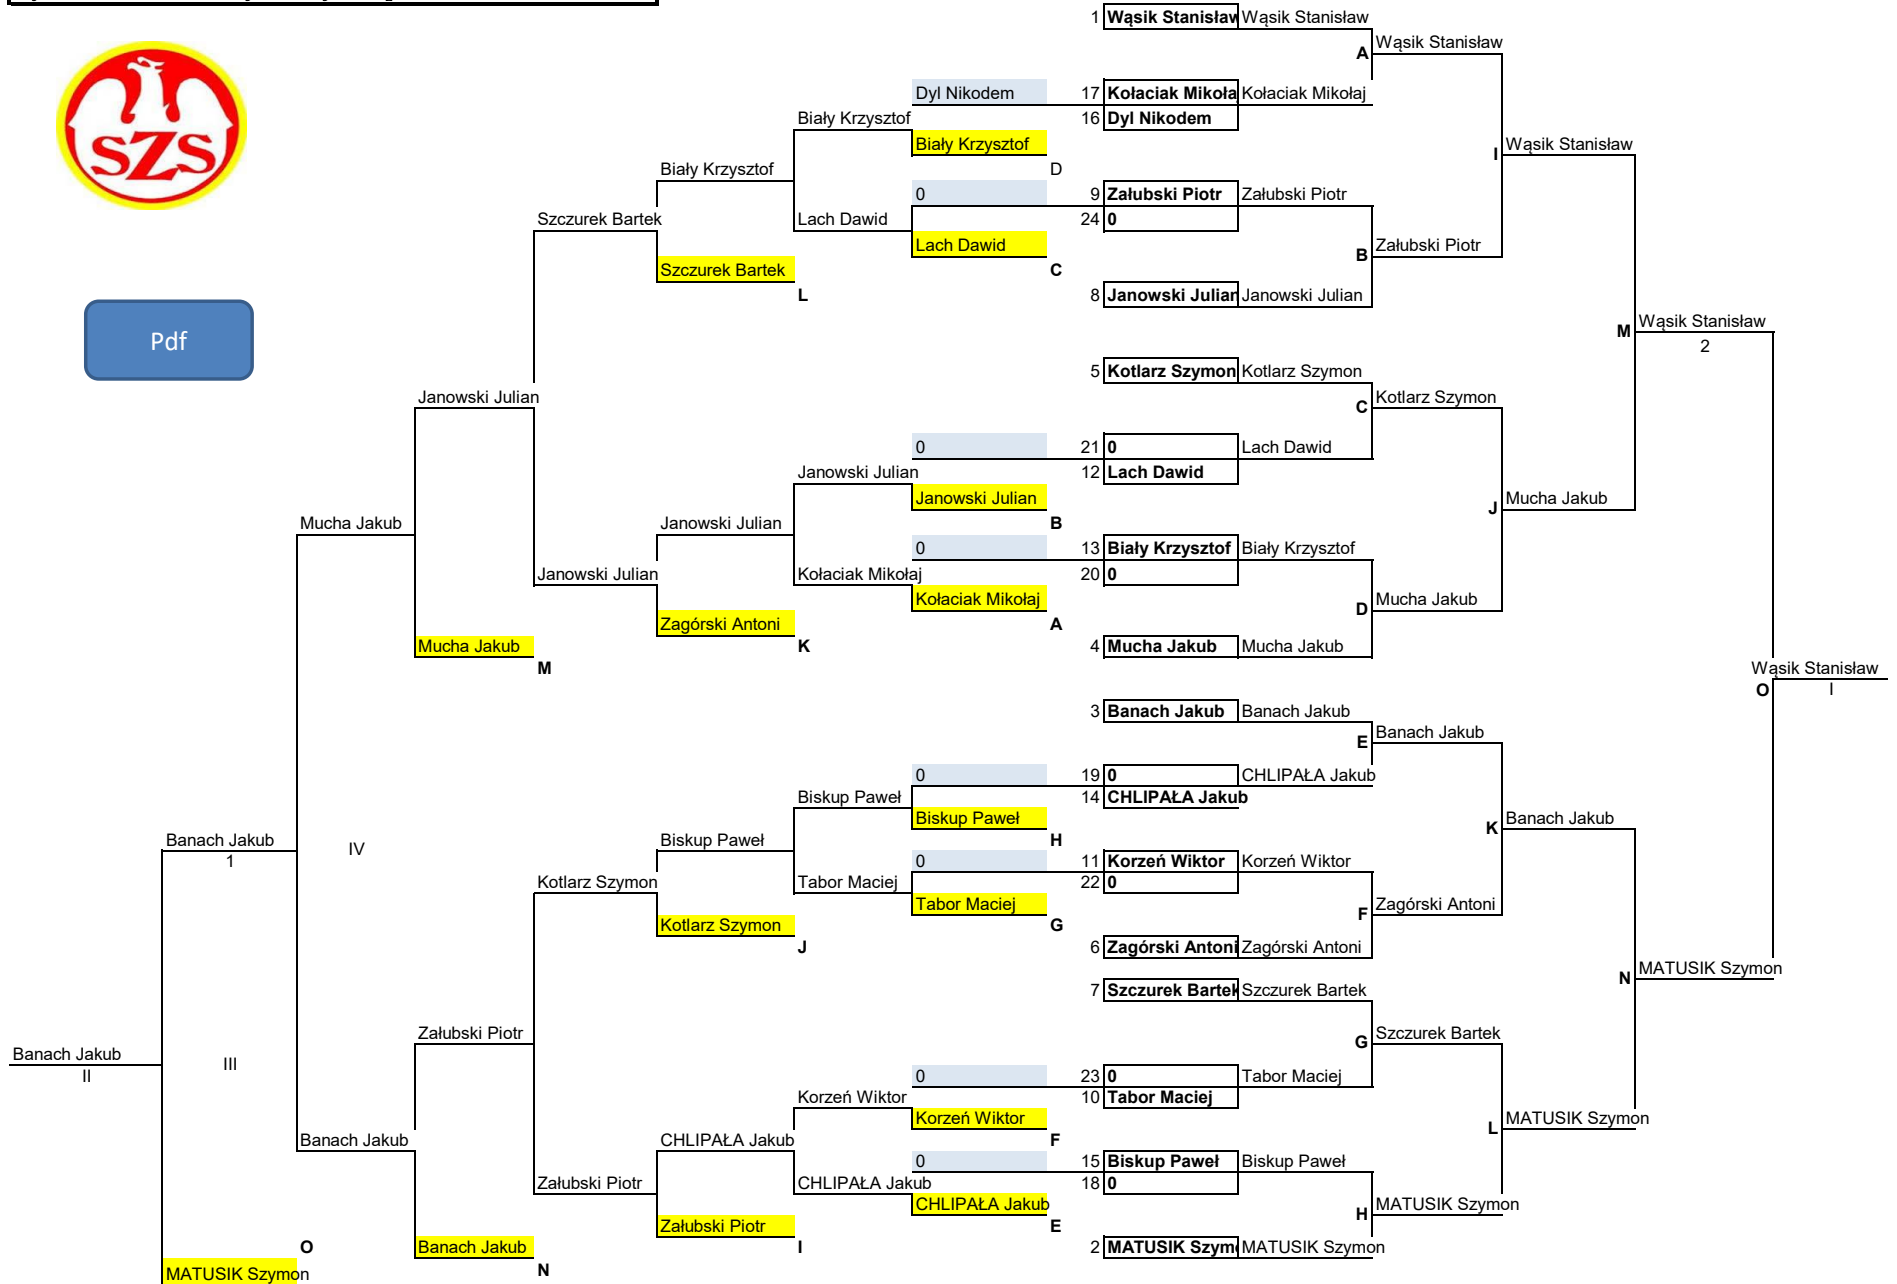 1 Wąsik Stanisław Wąsik Stanisław
Wąsik Stanisław
A
SZS
Dyl Nikodem 17 Kołaciak Mikoła Kołaciak Mikołaj
Biały Krzysztof 16 Dyl Nikodem
Biały Krzysztof I Wąsik Stanisław
Biały Krzysztof D
0 9 Załubski Piotr Załubski Piotr
Szczurek Bartek Lach Dawid 24 0
Lach Dawid B Załubski Piotr
Szczurek Bartek C
L 8 Janowski Julian Janowski Julian
Pdf M Wąsik Stanisław
2
5 Kotlarz Szymon Kotlarz Szymon
Janowski Julian C Kotlarz Szymon
0 21 0 Lach Dawid
Janowski Julian 12 Lach Dawid
Janowski Julian J Mucha Jakub
Mucha Jakub Janowski Julian B
0 13 Biały Krzysztof Biały Krzysztof
Janowski Julian Kołaciak Mikołaj 20 0
Kołaciak Mikołaj D Mucha Jakub
Zagórski Antoni A
Mucha Jakub K 4 Mucha Jakub Mucha Jakub
M Wąsik Stanisław
O I
3 Banach Jakub Banach Jakub
E Banach Jakub
0 19 0 CHLIPAŁA Jakub
Biskup Paweł 14 CHLIPAŁA Jakub
Biskup Paweł K Banach Jakub
Banach Jakub IV Biskup Paweł H
1 0 11 Korzeń Wiktor Korzeń Wiktor
Kotlarz Szymon Tabor Maciej 22 0
Tabor Maciej F Zagórski Antoni
Kotlarz Szymon G
J 6 Zagórski Antoni Zagórski Antoni
N MATUSIK Szymon
7 Szczurek Bartek Szczurek Bartek
Załubski Piotr G Szczurek Bartek
Banach Jakub III
II 0 23 0 Tabor Maciej
Korzeń Wiktor 10 Tabor Maciej
Korzeń Wiktor L MATUSIK Szymon
Banach Jakub CHLIPAŁA Jakub F
0 15 Biskup Paweł Biskup Paweł
Załubski Piotr CHLIPAŁA Jakub 18 0
CHLIPAŁA Jakub H MATUSIK Szymon
Załubski Piotr E
O Banach Jakub I 2 MATUSIK Szym MATUSIK Szymon
MATUSIK Szymon N